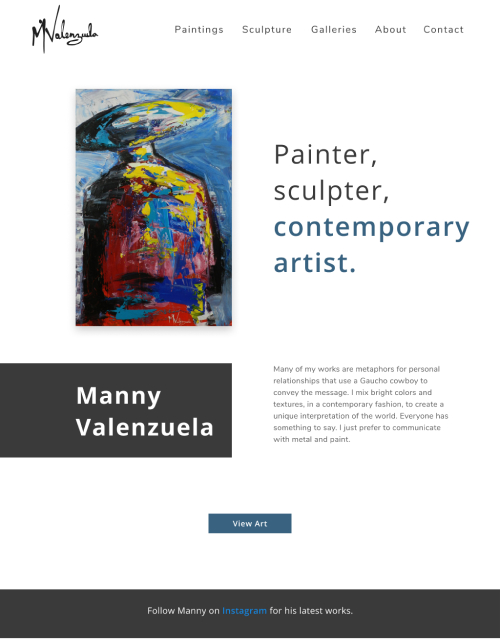 MValenzuela
Paintings Sculpture Galleries About Contact
Painter,
sculpter,
contemporary
artist.
Manny
Valenzuela
Many of my works are metaphors for personal
relationships that use a Gaucho cowboy to
convey the message. I mix bright colors and
textures, in a contemporary fashion, to create a
unique interpretation of the world. Everyone has
something to say. I just prefer to communicate
with metal and paint.
View Art
Follow Manny on Instagram for his latest works.